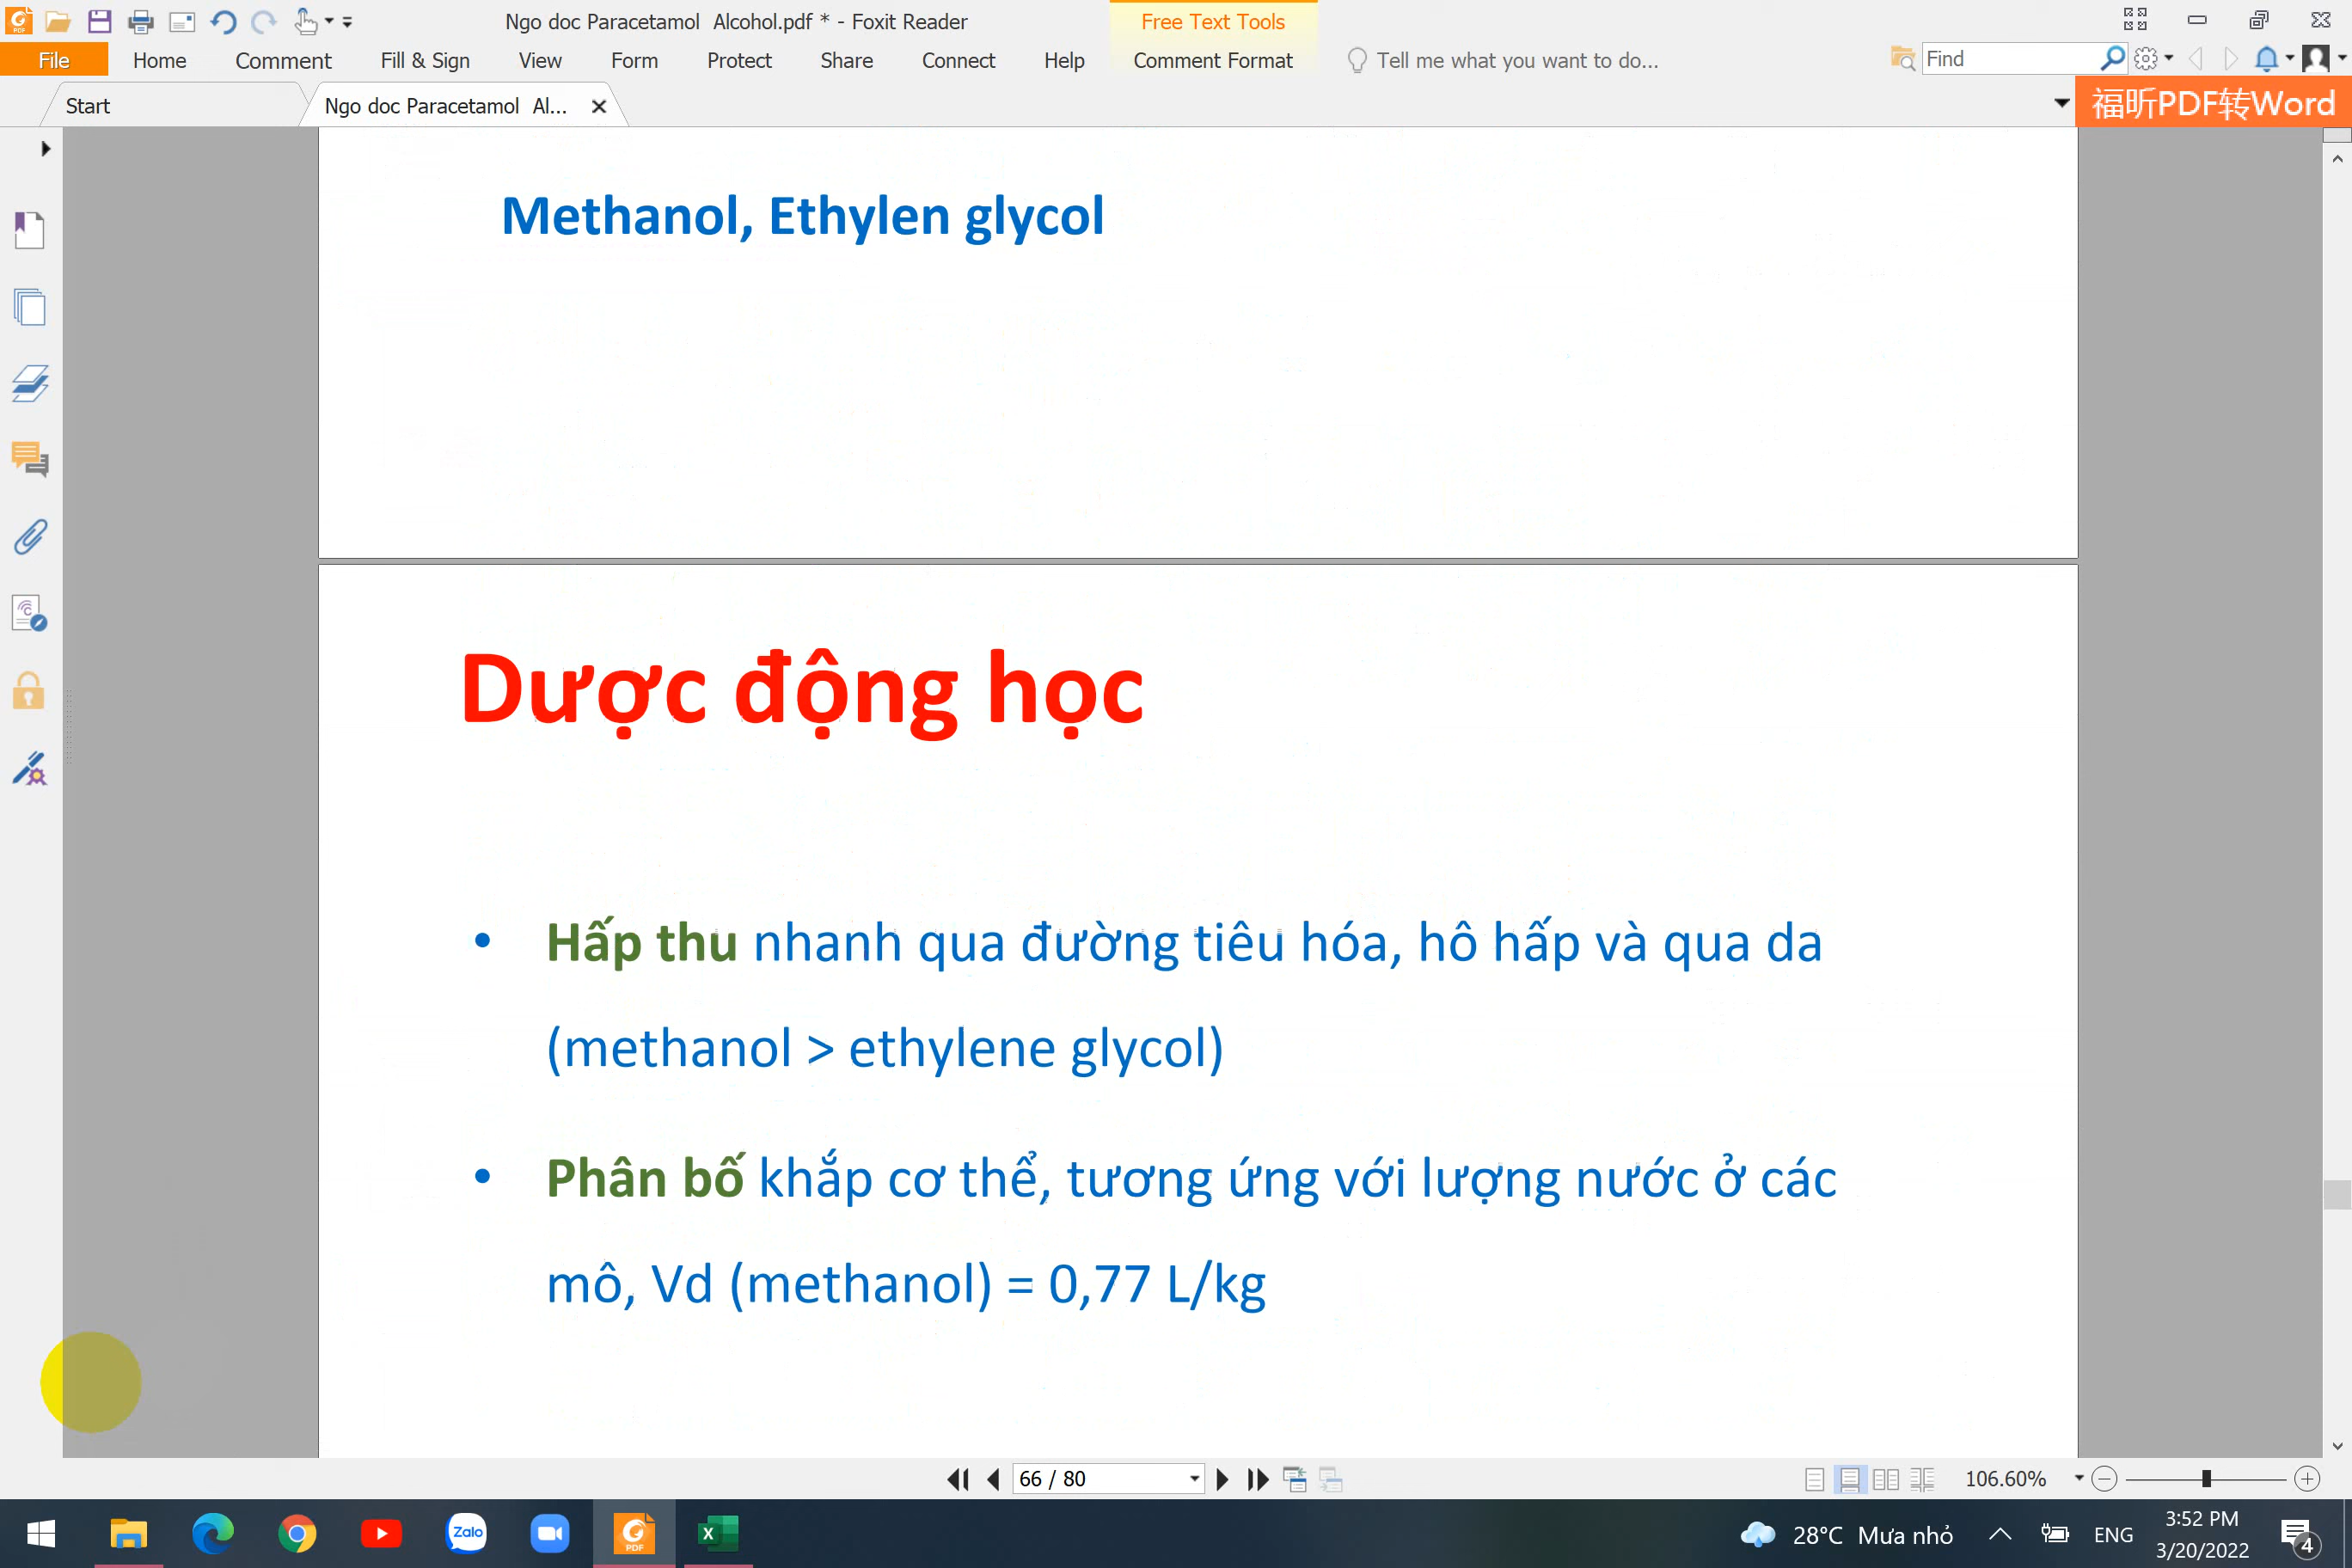 Ngo doc Paracetamol  Alcohol.pdf * - Foxit Reader
Free Text Tools
File
Home
Comment
Fill & Sign
View
Form
Protect
Share
Connect
Help
Comment Format
Tell me what you want to do...
Find
Start
Ngo doc Paracetamol  Al...
福昕PDF转Word
Methanol, Ethylen glycol
Dược động học
• Hấp thu nhanh qua đường tiêu hóa, hô hấp và qua da
(methanol > ethylene glycol)
• Phân bố khắp cơ thể, tương ứng với lượng nước ở các
mô, Vd (methanol) = 0,77 L/kg
66 / 80
106.60%
Zalo
PDF
X
28°C  Mưa nhỏ
ENG
3:52 PM
3/20/2022
4